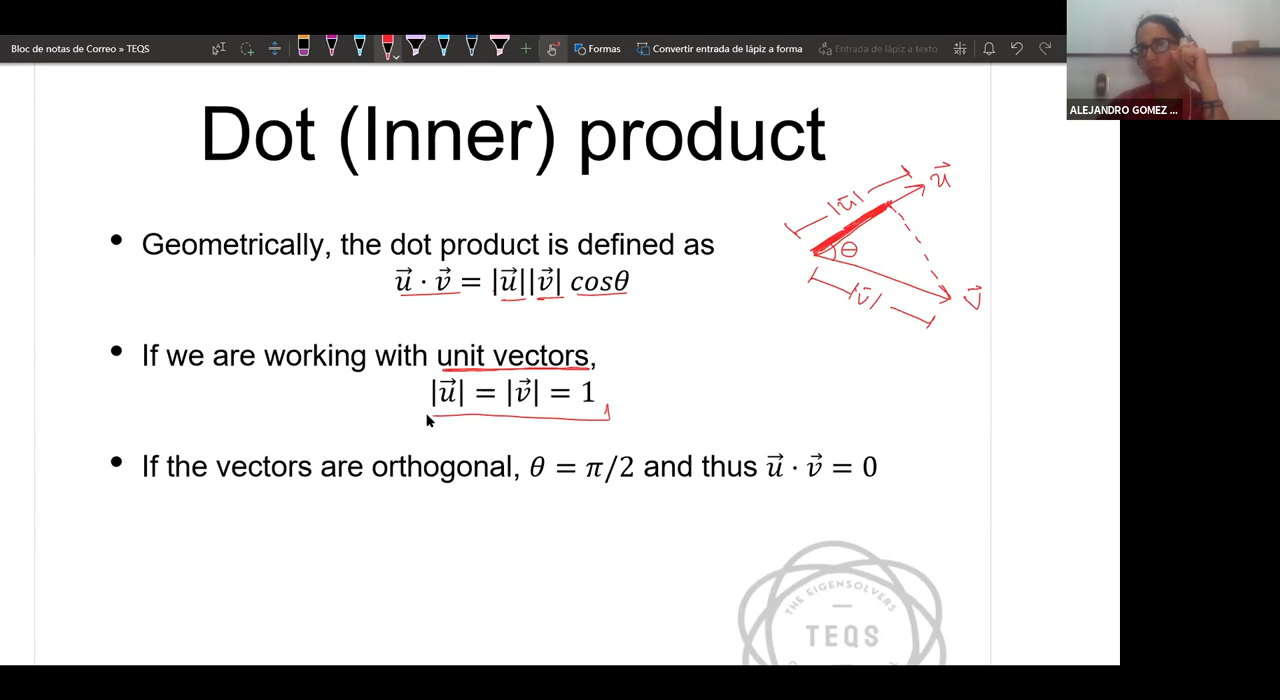 Bloc de notas de Correo » TEQS
Formas
Convertir entrada de lápiz a forma
Entrada de lápiz a texto
ALEJANDRO GOMEZ ...
Dot (Inner) product
• Geometrically, the dot product is defined as
u⃗ · v⃗ = |u⃗||v⃗| cosθ
• If we are working with unit vectors,
|u⃗| = |v⃗| = 1
• If the vectors are orthogonal, θ = π/2 and thus u⃗ · v⃗ = 0
u⃗
|u⃗|
θ
|v⃗|
v⃗
THE EIGENSOLVERS
TEQS